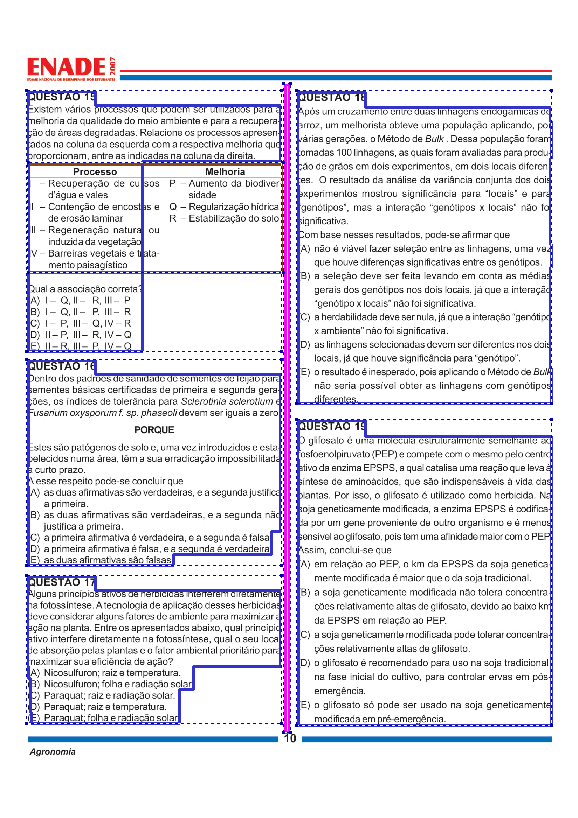 ENADE 2007
EXAME NACIONAL DE DESEMPENHO DOS ESTUDANTES
QUESTÃO 15
Existem vários processos que podem ser utilizados para a
melhoria da qualidade do meio ambiente e para a recupera-
ção de áreas degradadas. Relacione os processos apresen-
tados na coluna da esquerda com a respectiva melhoria que
proporcionam, entre as indicadas na coluna da direita.
Processo Melhoria
I – Recuperação de cursos P – Aumento da biodiver
d'água e vales sidade
II – Contenção de encostas e Q – Regularização hídrica
de erosão laminar R – Estabilização do solo
III – Regeneração natural ou
induzida da vegetação
IV – Barreiras vegetais e trata-
mento paisagístico
Qual a associação correta?
A) I – Q, II – R, III – P
B) I – Q, II – P, III – R
C) I – P, III – Q, IV – R
D) II – P, III – R, IV – Q
E) II – R, III – P, IV – Q
QUESTÃO 16
Dentro dos padrões de sanidade de sementes de feijão para
sementes básicas certificadas de primeira e segunda gera-
ções, os índices de tolerância para Sclerotinia sclerotium e
Fusarium oxysporum f. sp. phaseoli devem ser iguais a zero
PORQUE
Estes são patógenos de solo e, uma vez introduzidos e esta-
belecidos numa área, têm a sua erradicação impossibilitada
a curto prazo.
A esse respeito pode-se concluir que
A) as duas afirmativas são verdadeiras, e a segunda justifica
a primeira.
B) as duas afirmativas são verdadeiras, e a segunda não
justifica a primeira.
C) a primeira afirmativa é verdadeira, e a segunda é falsa.
D) a primeira afirmativa é falsa, e a segunda é verdadeira.
E) as duas afirmativas são falsas.
QUESTÃO 17
Alguns princípios ativos de herbicidas interferem diretamente
na fotossíntese. A tecnologia de aplicação desses herbicidas
deve considerar alguns fatores de ambiente para maximizar a
ação na planta. Entre os apresentados abaixo, qual princípio
ativo interfere diretamente na fotossíntese, qual o seu local
de absorção pelas plantas e o fator ambiental prioritário para
maximizar sua eficiência de ação?
A) Nicosulfuron; raiz e temperatura.
B) Nicosulfuron; folha e radiação solar.
C) Paraquat; raiz e radiação solar.
D) Paraquat; raiz e temperatura.
E) Paraquat; folha e radiação solar.
QUESTÃO 18
Após um cruzamento entre duas linhagens endogâmicas de
arroz, um melhorista obteve uma população aplicando, por
várias gerações, o Método de Bulk . Dessa população foram
tomadas 100 linhagens, as quais foram avaliadas para produ-
ção de grãos em dois experimentos, em dois locais diferen-
tes. O resultado da análise da variância conjunta dos dois
experimentos mostrou significância para “locais” e para
“genótipos”, mas a interação “genótipos x locais” não foi
significativa.
Com base nesses resultados, pode-se afirmar que
A) não é viável fazer seleção entre as linhagens, uma vez
que houve diferenças significativas entre os genótipos.
B) a seleção deve ser feita levando em conta as médias
gerais dos genótipos nos dois locais, já que a interação
“genótipo x locais” não foi significativa.
C) a herdabilidade deve ser nula, já que a interação “genótipo
x ambiente” não foi significativa.
D) as linhagens selecionadas devem ser diferentes nos dois
locais, já que houve significância para “genótipo”.
E) o resultado é inesperado, pois aplicando o Método de Bulk
não seria possível obter as linhagens com genótipos
diferentes.
QUESTÃO 19
O glifosato é uma molécula estruturalmente semelhante ao
fosfoenolpiruvato (PEP) e compete com o mesmo pelo centro
ativo da enzima EPSPS, a qual catalisa uma reação que leva à
síntese de aminoácidos, que são indispensáveis à vida das
plantas. Por isso, o glifosato é utilizado como herbicida. Na
soja geneticamente modificada, a enzima EPSPS é codifica-
da por um gene proveniente de outro organismo e é menos
sensível ao glifosato, pois tem uma afinidade maior com o PEP.
Assim, conclui-se que
A) em relação ao PEP, o km da EPSPS da soja genetica-
mente modificada é maior que o da soja tradicional.
B) a soja geneticamente modificada não tolera concentra-
ções relativamente altas de glifosato, devido ao baixo km
da EPSPS em relação ao PEP.
C) a soja geneticamente modificada pode tolerar concentra-
ções relativamente altas de glifosato.
D) o glifosato é recomendado para uso na soja tradicional
na fase inicial do cultivo, para controlar ervas em pós-
emergência.
E) o glifosato só pode ser usado na soja geneticamente
modificada em pré-emergência.
10
Agronomia